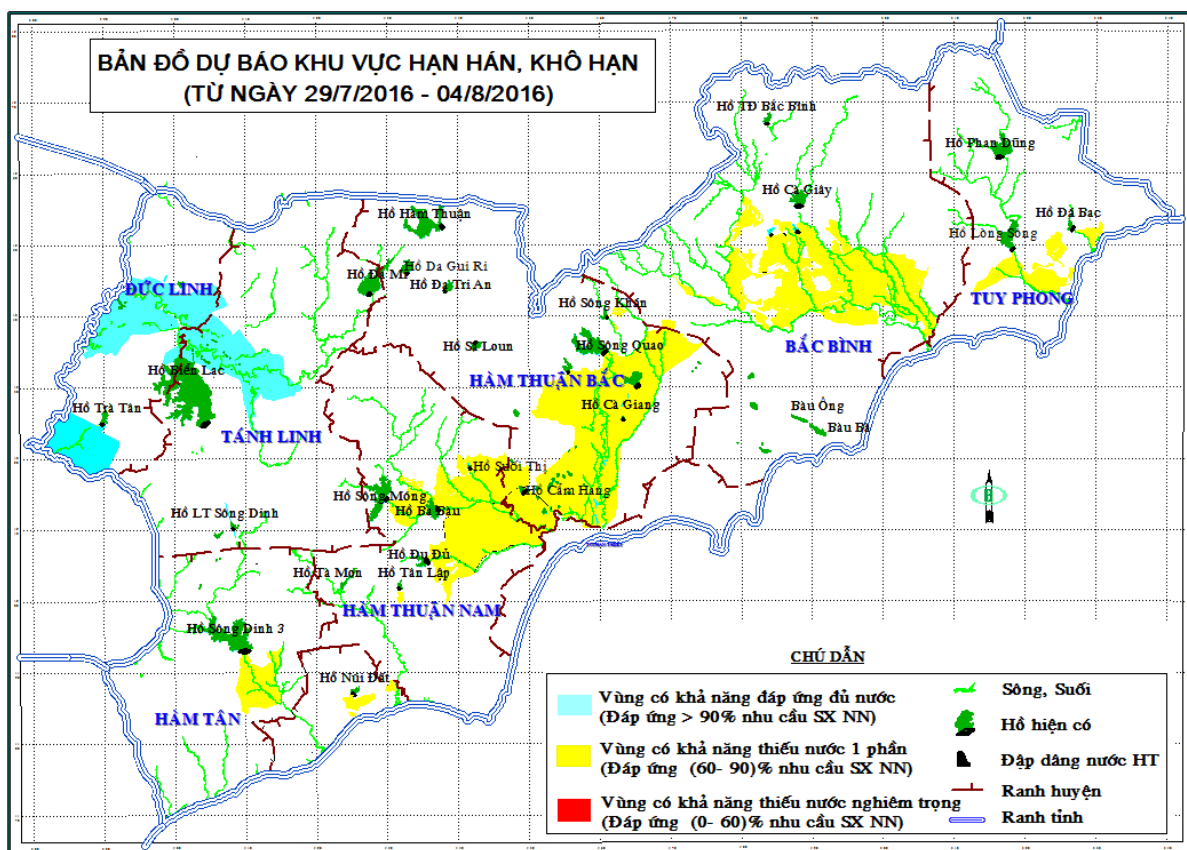 BẢN ĐỒ DỰ BÁO KHU VỰC HẠN HÁN, KHÔ HẠN
(TỪ NGÀY 29/7/2016 - 04/8/2016)
Hồ TĐ Bắc Bình
Hồ Phan Dũng
Hồ Cà Giây
Hồ Hàm Thuận
Hồ Đá Bạc
Hồ Lòng Sông
Hồ Đa Mi
Hồ Da Gui Ri
Hồ Đa Tri An
ĐỨC LINH
TUY PHONG
Hồ Sông Khán
Hồ Sông Quao
Hồ S Loun
BẮC BÌNH
Hồ Biển Lạc
HÀM THUẬN BẮC
Hồ Trà Tân
Hồ Cà Giang
Bàu Ông
Bàu Bà
TÁNH LINH
Hồ Suối Thị
Hồ Sông Móng
Hồ Cẩm Hang
Hồ Ba Bàu
Hồ LT Sông Dinh
Hồ Đu Đủ
Hồ Tà Mon
Hồ Tân Lập
HÀM THUẬN NAM
Hồ Sông Dinh 3
Hồ Núi Đất
HÀM TÂN
CHÚ DẪN
Vùng có khả năng đáp ứng đủ nước
(Đáp ứng > 90% nhu cầu SX NN)
Vùng có khả năng thiếu nước 1 phần
(Đáp ứng (60- 90)% nhu cầu SX NN)
Vùng có khả năng thiếu nước nghiêm trọng
(Đáp ứng (0- 60)% nhu cầu SX NN)
Sông, Suối
Hồ hiện có
Đập dâng nước HT
Ranh huyện
Ranh tỉnh